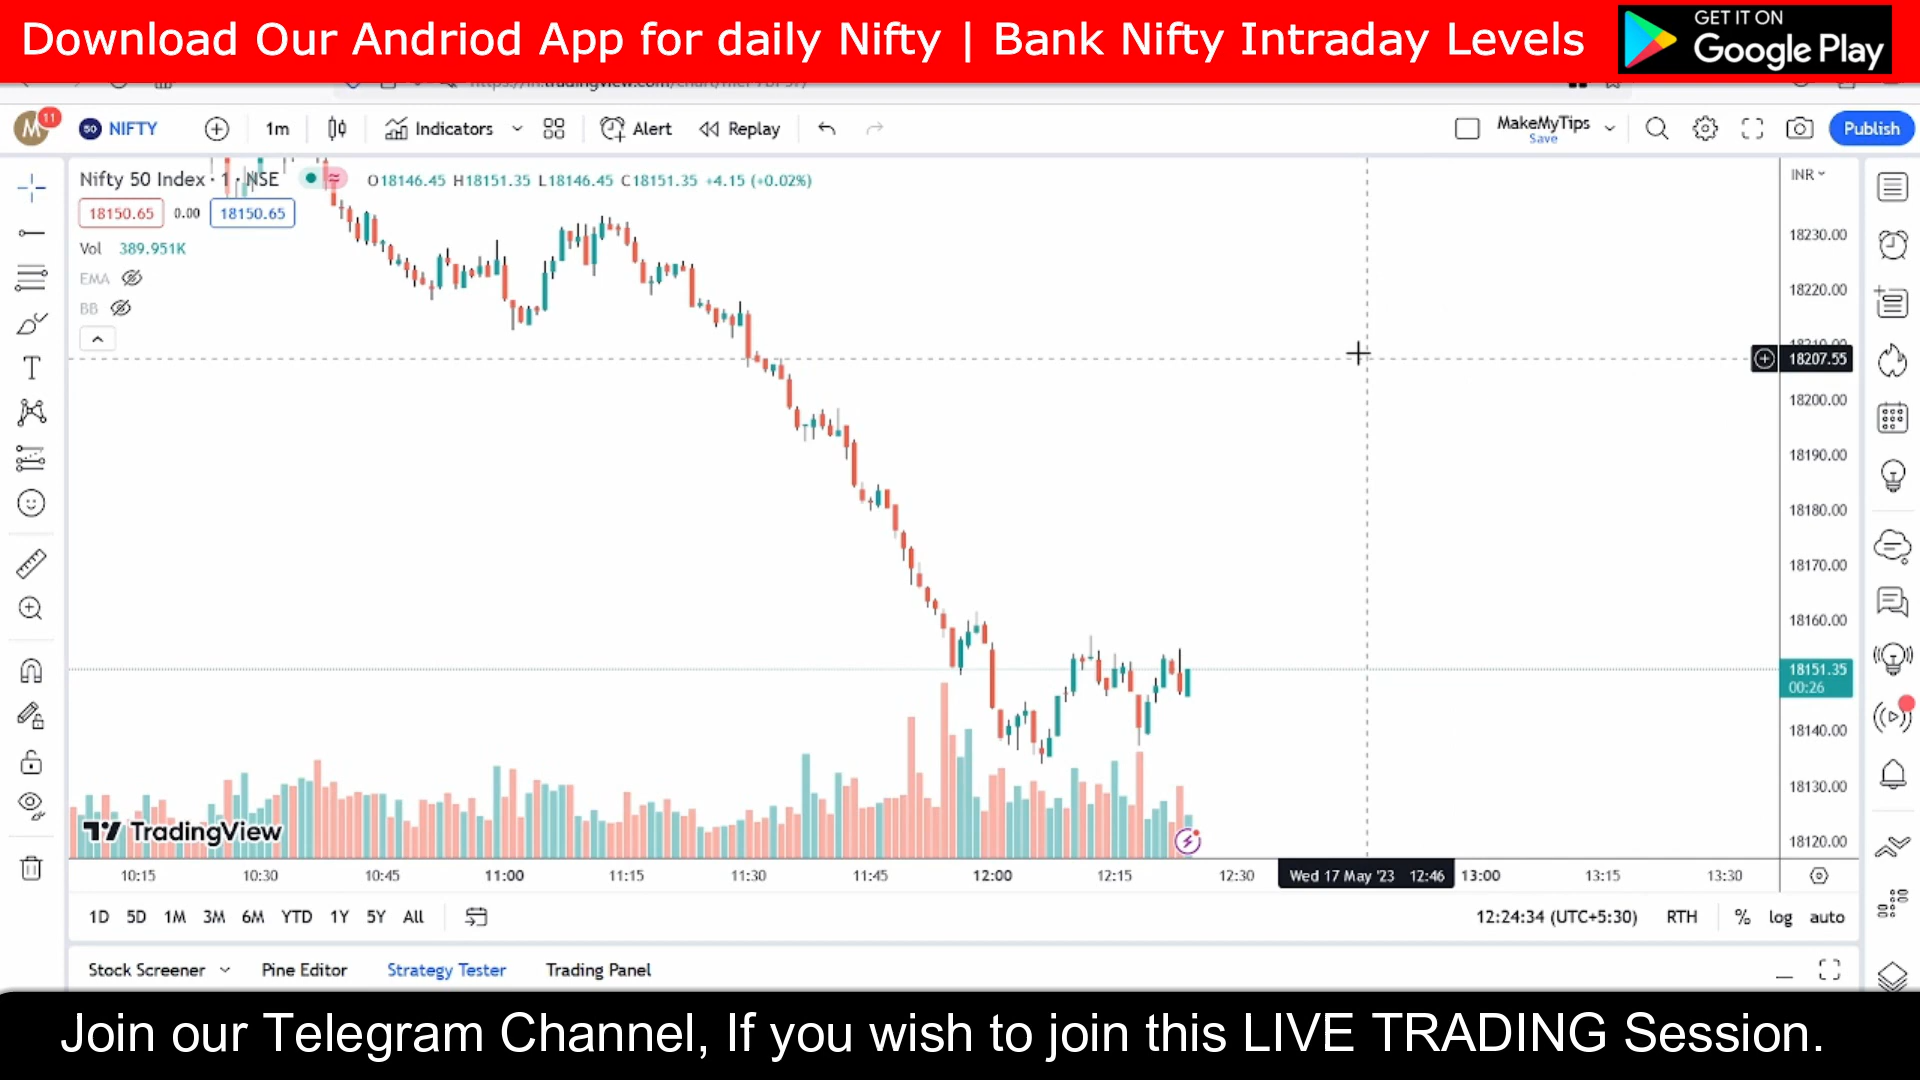 Download Our Andriod App for daily Nifty | Bank Nifty Intraday Levels
GET IT ON
Google Play
M 11
50 NIFTY
1m
Indicators
Alert
Replay
MakeMyTips
Save
Publish
Nifty 50 Index · 1 · NSE
O18146.45 H18151.35 L18146.45 C18151.35 +4.15 (+0.02%)
INR
18150.65 0.00 18150.65
Vol 389.951K
EMA
BB
18230.00
18220.00
18207.55
18200.00
18190.00
18180.00
18170.00
18160.00
18151.35
00:26
18140.00
18130.00
18120.00
TradingView
10:15 10:30 10:45 11:00 11:15 11:30 11:45 12:00 12:15 12:30 Wed 17 May '23 12:46 13:00 13:15 13:30
1D 5D 1M 3M 6M YTD 1Y 5Y All
12:24:34 (UTC+5:30) RTH % log auto
Stock Screener Pine Editor Strategy Tester Trading Panel
Join our Telegram Channel, If you wish to join this LIVE TRADING Session.